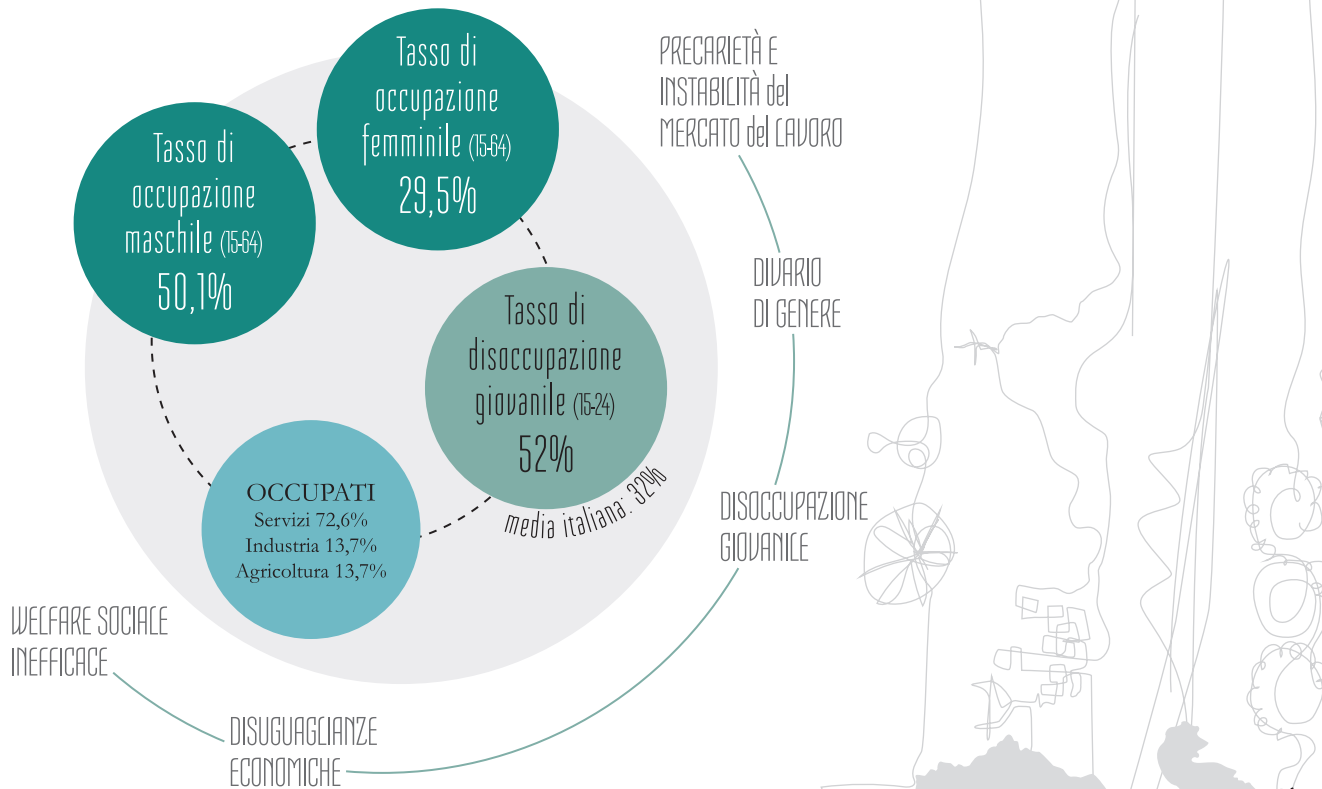 Tasso di
occupazione
femminile (15-64)
29,5%
Tasso di
occupazione
maschile (15-64)
50,1%
Tasso di
disoccupazione
giovanile (15-24)
52%
media italiana: 32%
OCCUPATI
Servizi 72,6%
Industria 13,7%
Agricoltura 13,7%
PRECARIETÀ E
INSTABILITÀ del
MERCATO del LAVORO
DIVARIO
DI GENERE
DISOCCUPAZIONE
GIOVANILE
DISUGUAGLIANZE
ECONOMICHE
WELFARE SOCIALE
INEFFICACE